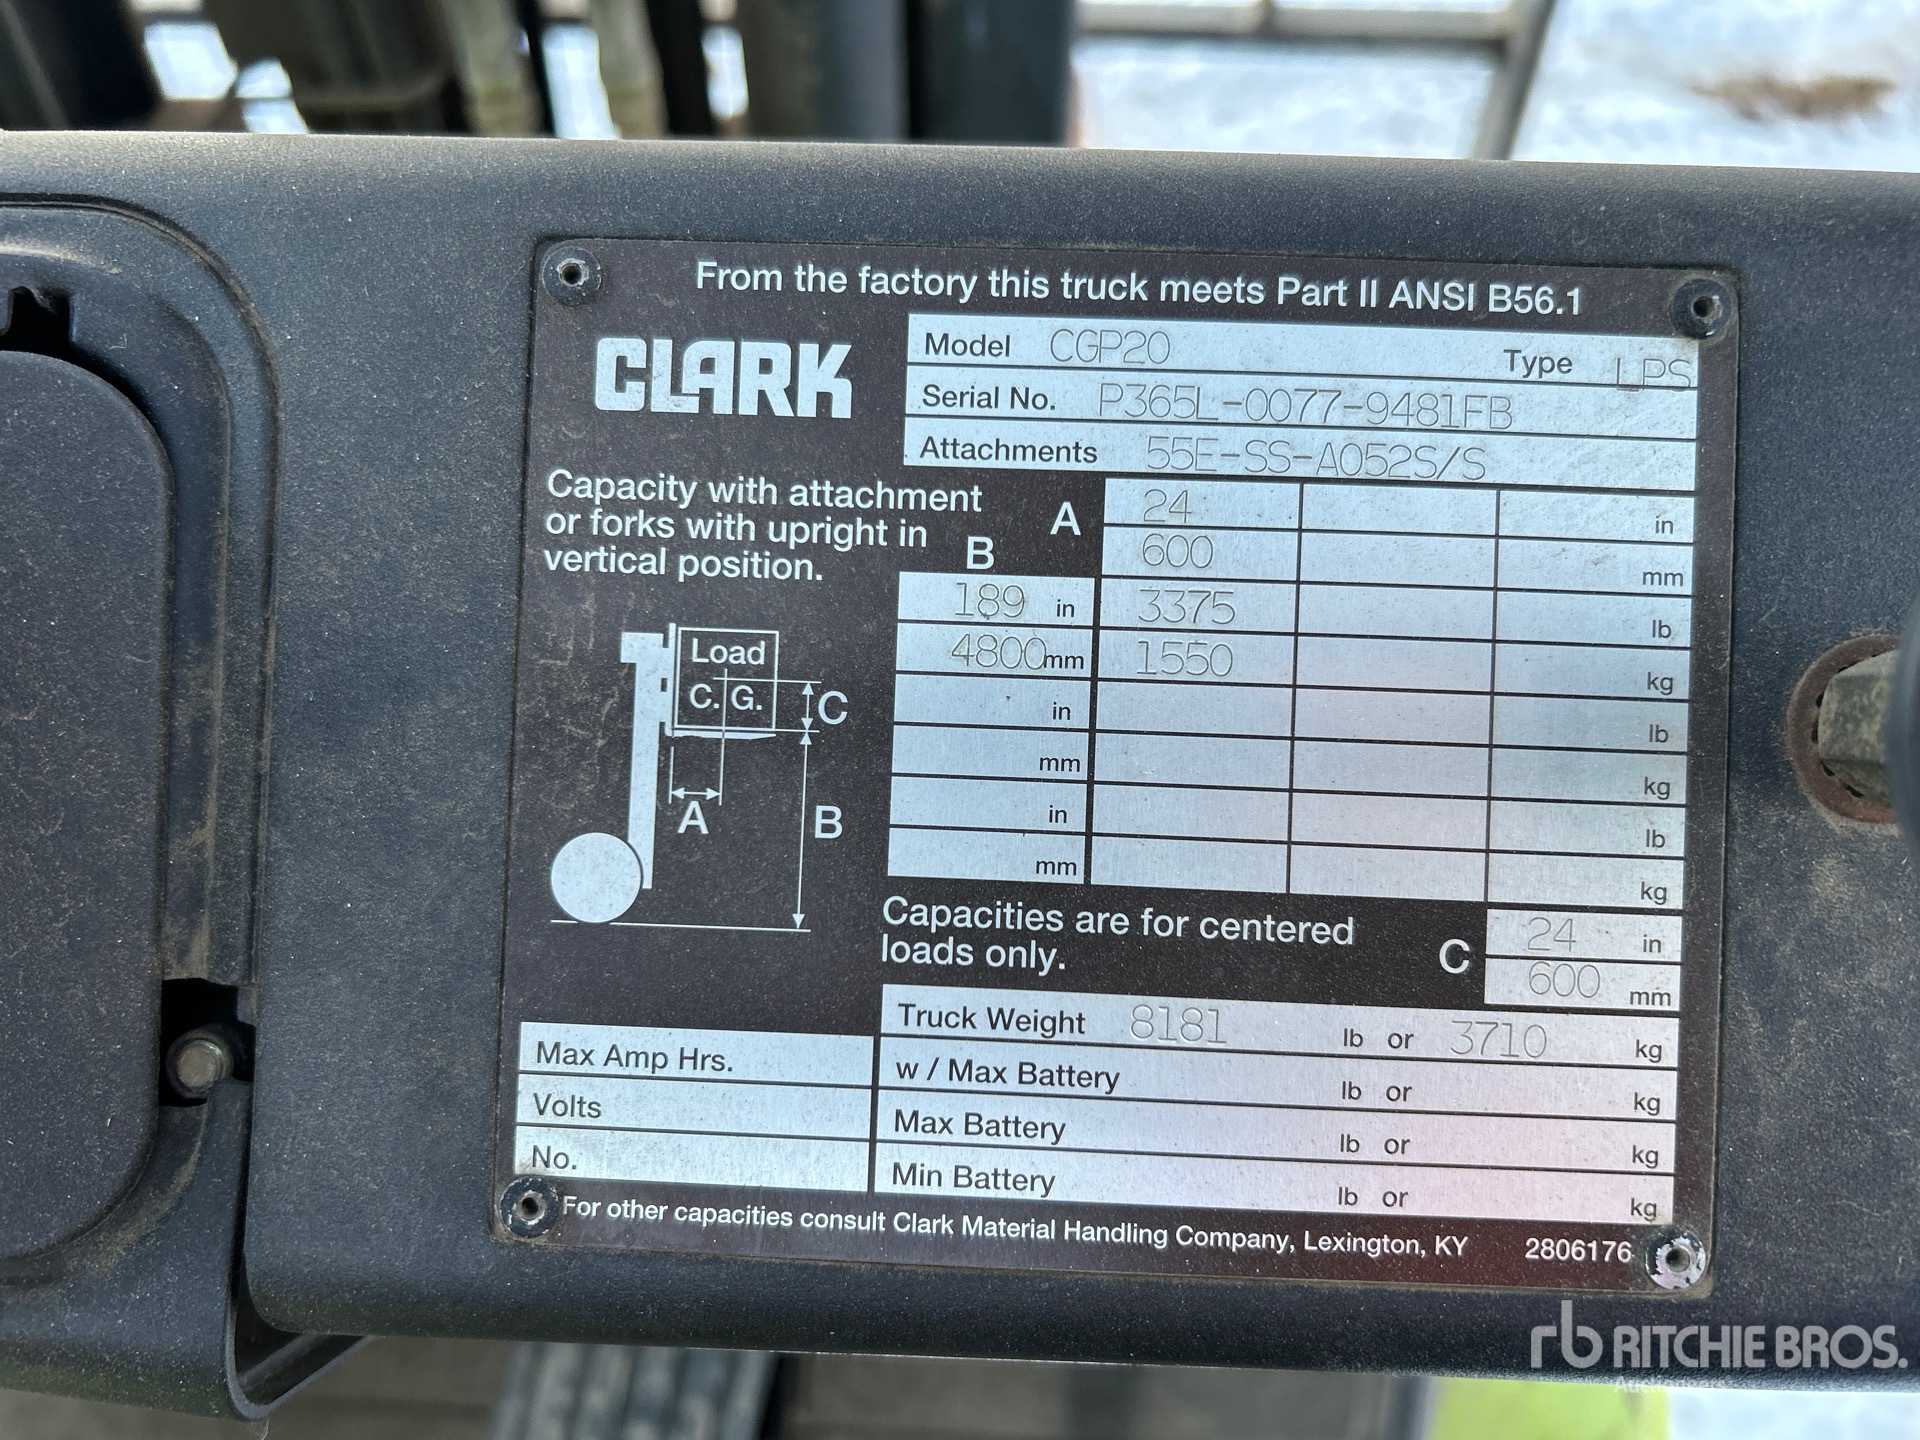 From the factory this truck meets Part II ANSI B56.1
CLARK
Model CGP20 Type LPS
Serial No. P365L-0077-9481FB
Attachments 55E-SS-A052S/S
Capacity with attachment
or forks with upright in
vertical position.
A 24 in
600 mm
B
189 in 3375 lb
4800 mm 1550 kg
in lb
mm kg
in lb
mm kg
Load
C. G.
C
A
B
Capacities are for centered
loads only.
C 24 in
600 mm
Truck Weight 8181 lb or 3710 kg
w / Max Battery lb or kg
Max Battery lb or kg
Min Battery lb or kg
Max Amp Hrs.
Volts
No.
For other capacities consult Clark Material Handling Company, Lexington, KY 2806176
rb RITCHIE BROS.
Auctioneers